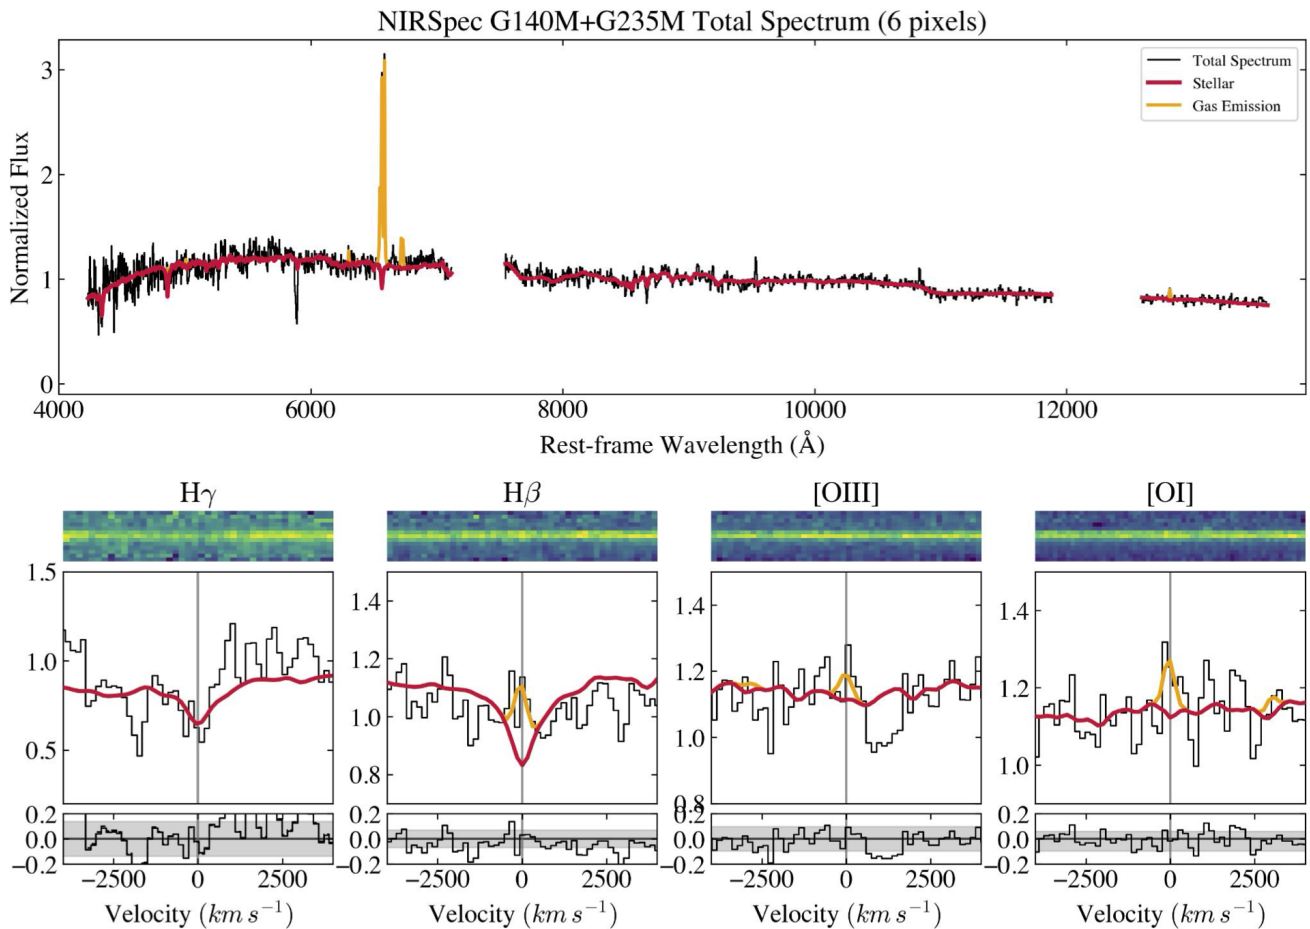 NIRSpec G140M+G235M Total Spectrum (6 pixels)
Normalized Flux
3
2
1
0
Total Spectrum
Stellar
Gas Emission
4000 6000 8000 10000 12000
Rest-frame Wavelength (Å)
Hγ Hβ [OIII] [OI]
1.5 1.0 0.5
1.4 1.2 1.0 0.8
1.4 1.2 1.0 0.8
1.4 1.2 1.0
0.2 0.0 −0.2
0.2 0.0 −0.2
0.2 0.0 −0.2
0.2 0.0 −0.2
−2500 0 2500 −2500 0 2500 −2500 0 2500 −2500 0 2500
Velocity (km s⁻¹) Velocity (km s⁻¹) Velocity (km s⁻¹) Velocity (km s⁻¹)